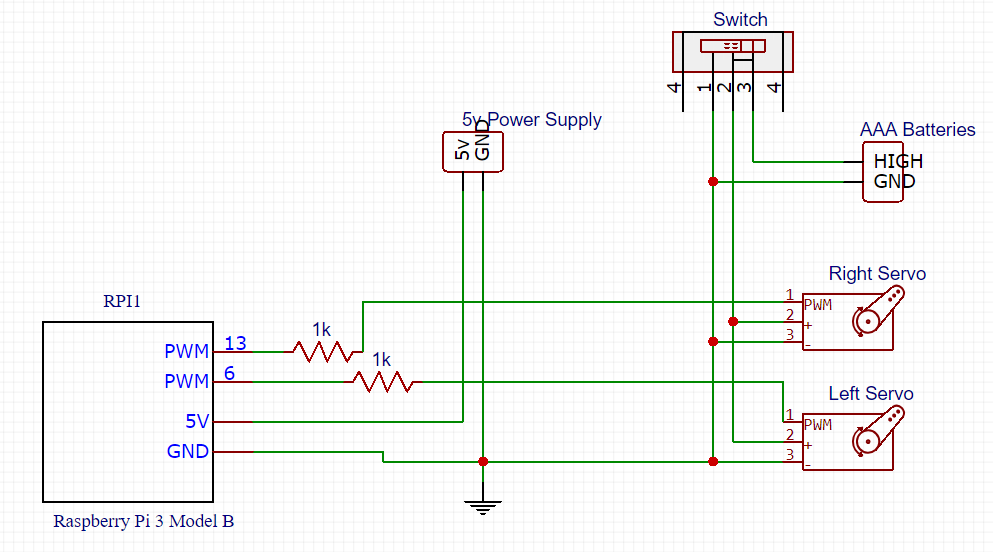 Switch
4 1 2 3 4
5v Power Supply
5v GND
AAA Batteries
HIGH
GND
Right Servo
1 PWM
2 +
3 -
RPI1
1k
PWM 13
1k
PWM 6
5V
GND
Left Servo
1 PWM
2 +
3 -
Raspberry Pi 3 Model B